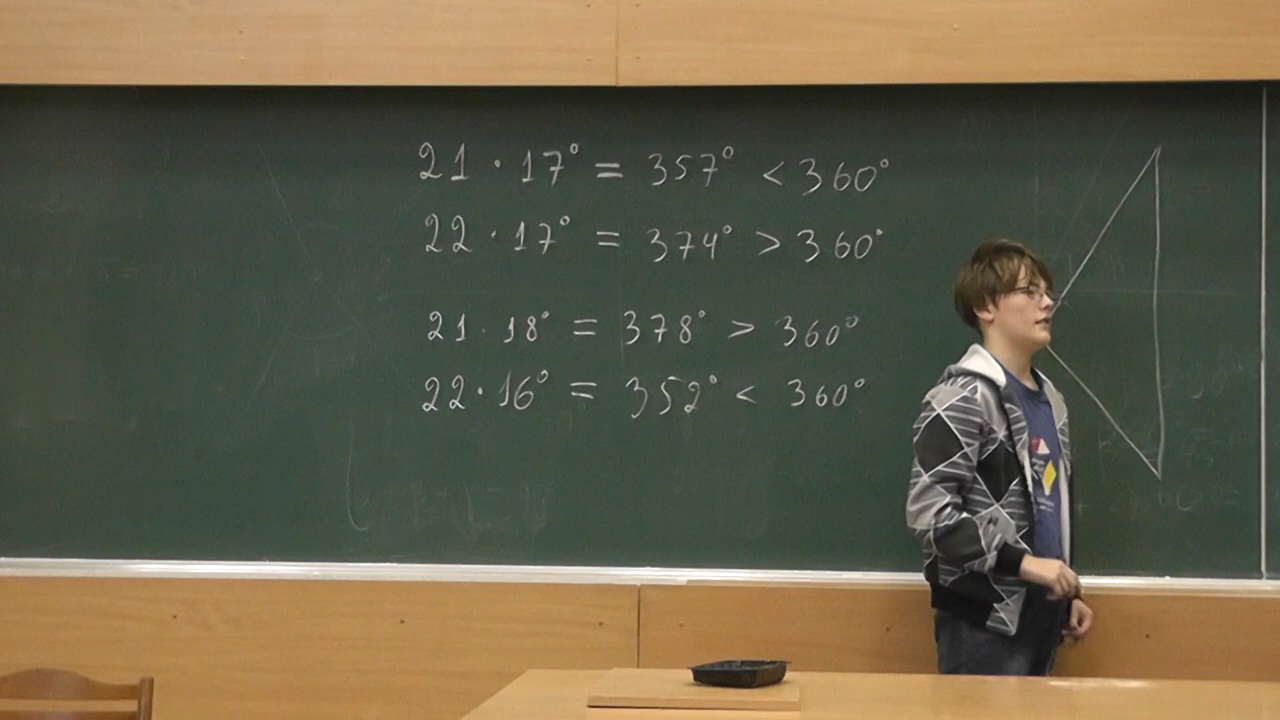 21 · 17° = 357° < 360°
22 · 17° = 374° > 360°
21 · 18° = 378° > 360°
22 · 16° = 352° < 360°